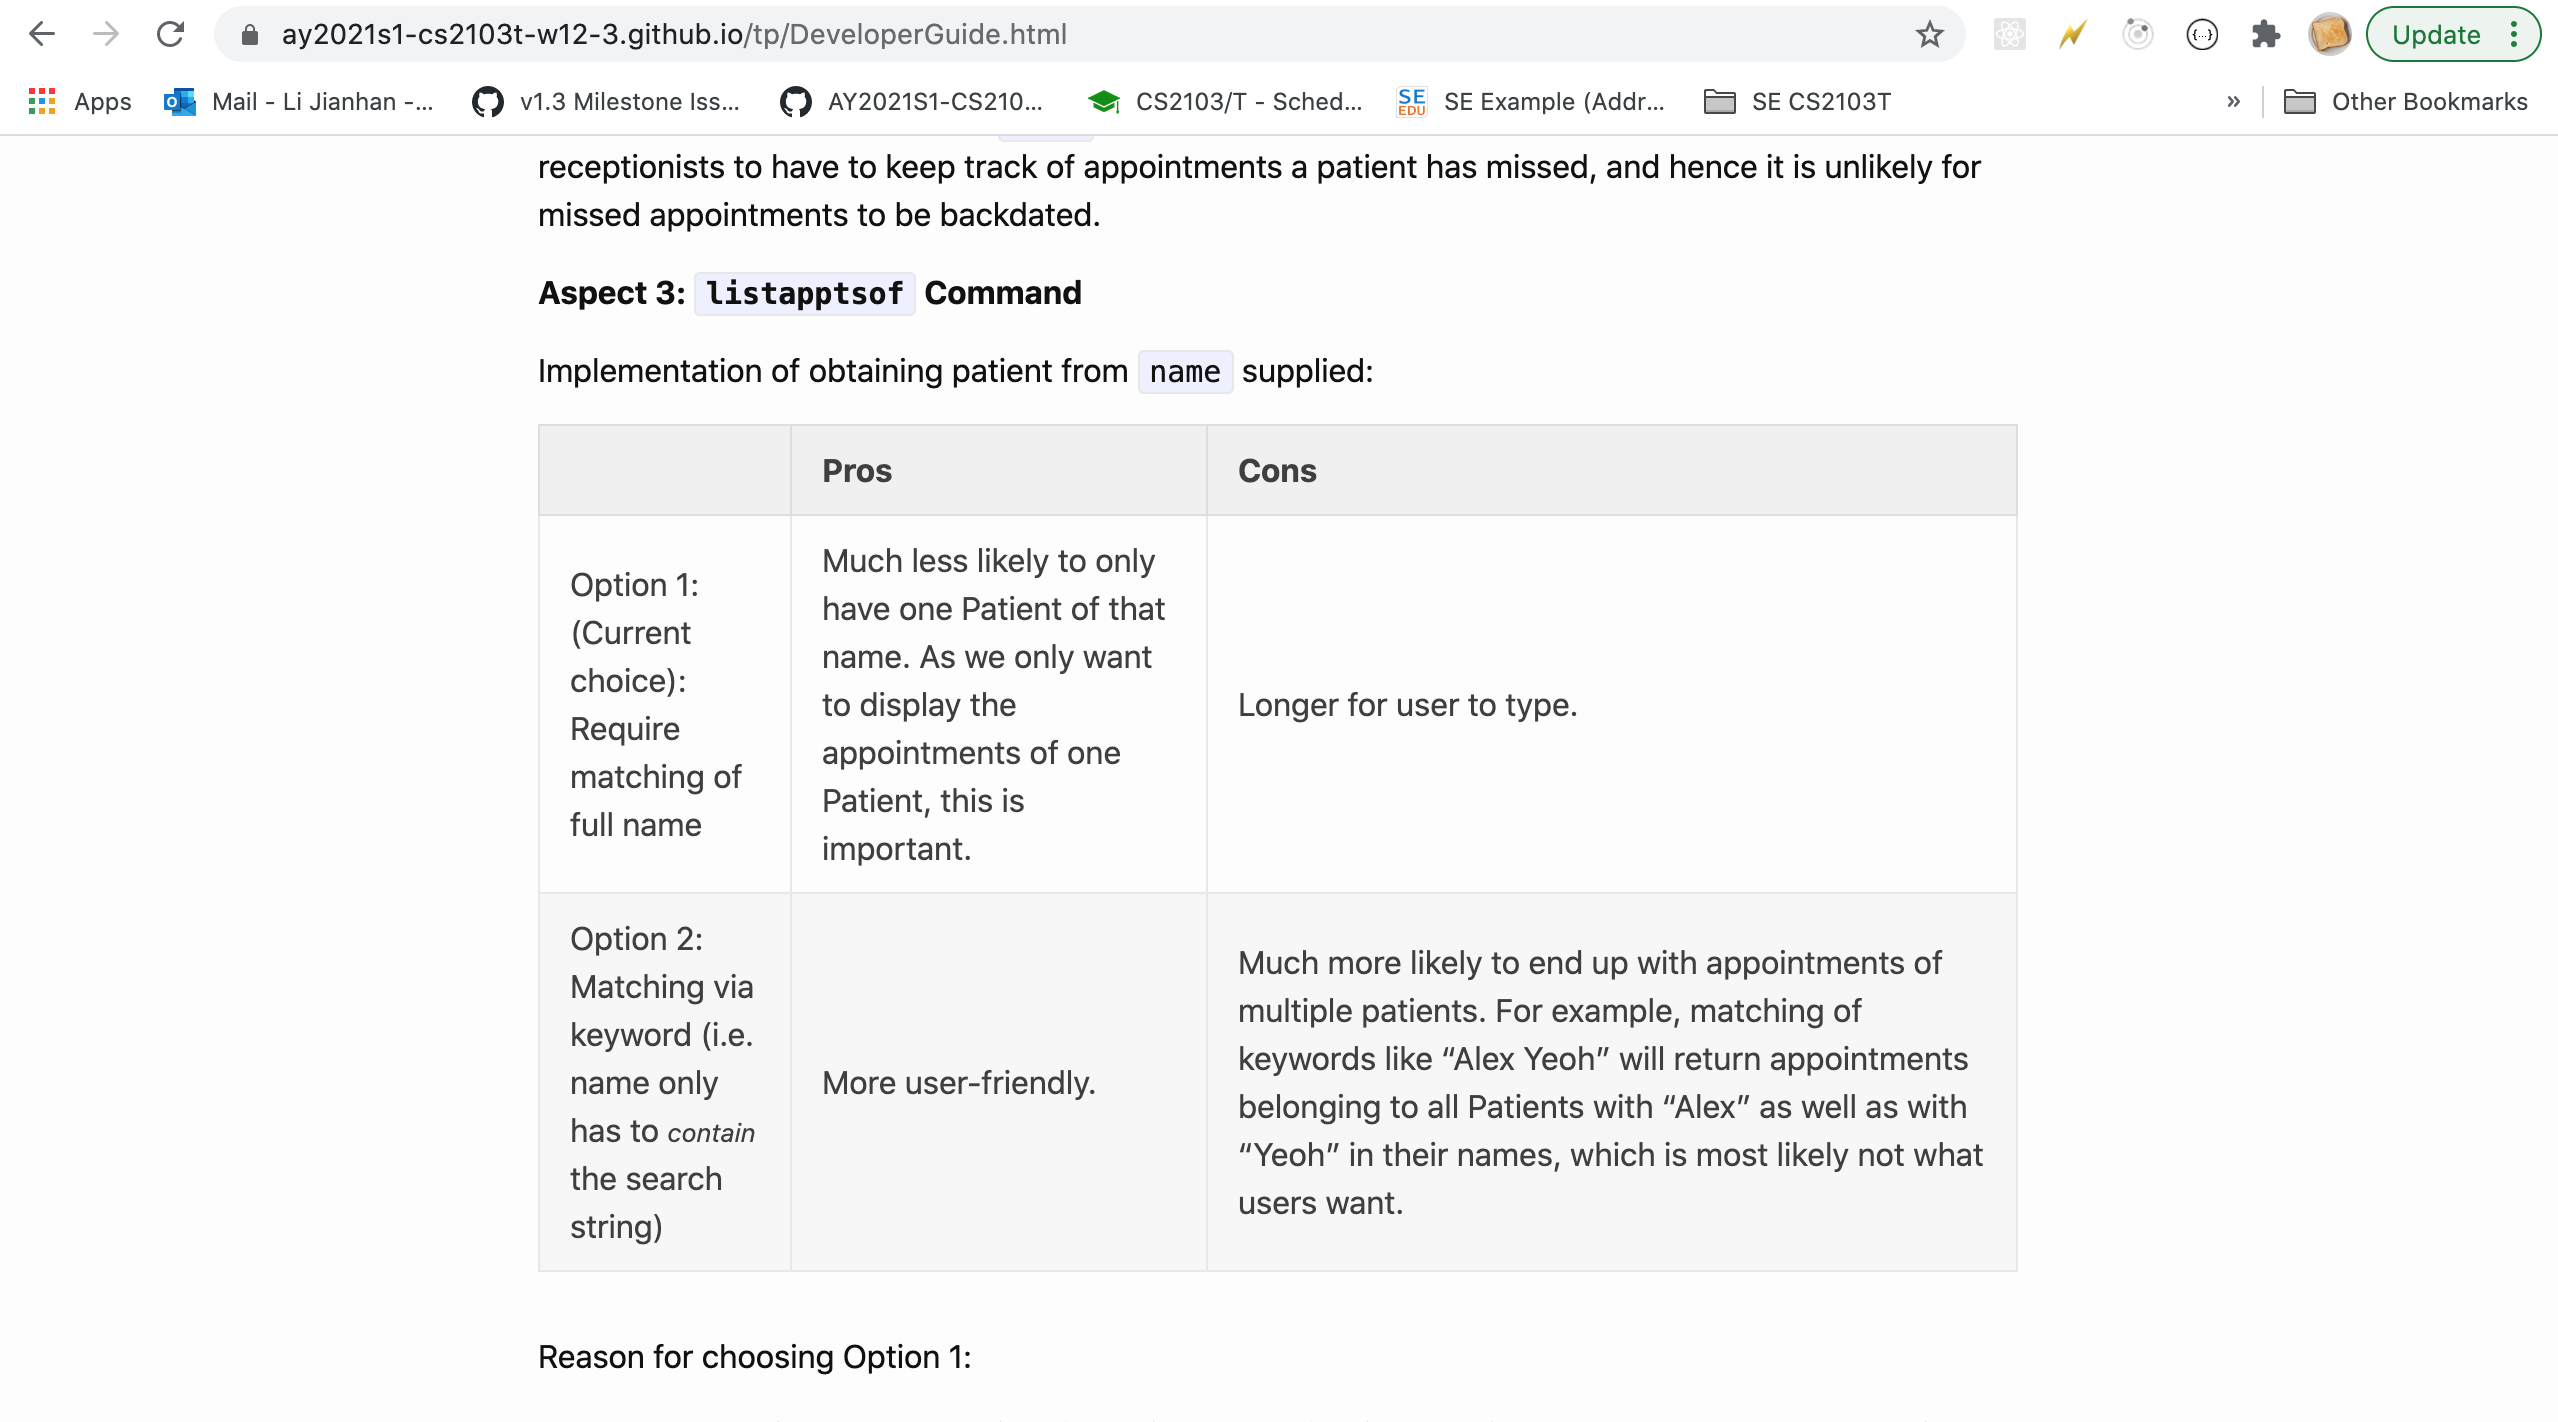 ay2021s1-cs2103t-w12-3.github.io/tp/DeveloperGuide.html
Update
Apps
Mail - Li Jianhan -...
v1.3 Milestone Iss...
AY2021S1-CS210...
CS2103/T - Sched...
SE EDU
SE Example (Addr...
SE CS2103T
»
Other Bookmarks
receptionists to have to keep track of appointments a patient has missed, and hence it is unlikely for
missed appointments to be backdated.
Aspect 3: listapptsof Command
Implementation of obtaining patient from name supplied:
Pros
Cons
Option 1:
(Current
choice):
Require
matching of
full name
Much less likely to only
have one Patient of that
name. As we only want
to display the
appointments of one
Patient, this is
important.
Longer for user to type.
Option 2:
Matching via
keyword (i.e.
name only
has to contain
the search
string)
More user-friendly.
Much more likely to end up with appointments of
multiple patients. For example, matching of
keywords like “Alex Yeoh” will return appointments
belonging to all Patients with “Alex” as well as with
“Yeoh” in their names, which is most likely not what
users want.
Reason for choosing Option 1: